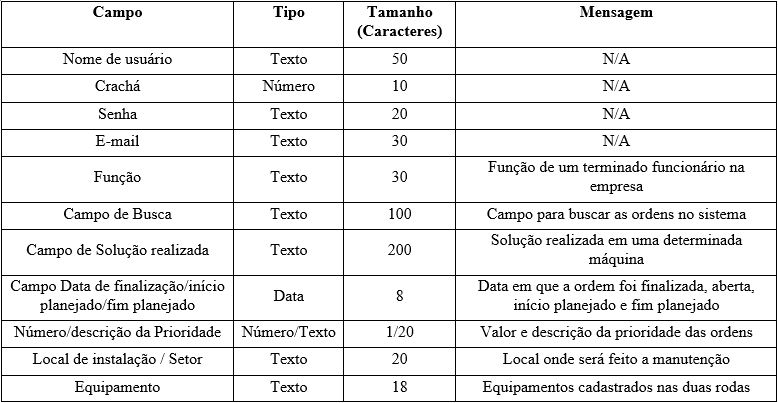 Campo Tipo Tamanho (Caracteres) Mensagem
Nome de usuário Texto 50 N/A
Crachá Número 10 N/A
Senha Texto 20 N/A
E-mail Texto 30 N/A
Função Texto 30 Função de um terminado funcionário na
empresa
Campo de Busca Texto 100 Campo para buscar as ordens no sistema
Campo de Solução realizada Texto 200 Solução realizada em uma determinada
máquina
Campo Data de finalização/início
planejado/fim planejado Data 8 Data em que a ordem foi finalizada, aberta,
início planejado e fim planejado
Número/descrição da Prioridade Número/Texto 1/20 Valor e descrição da prioridade das ordens
Local de instalação / Setor Texto 20 Local onde será feito a manutenção
Equipamento Texto 18 Equipamentos cadastrados nas duas rodas